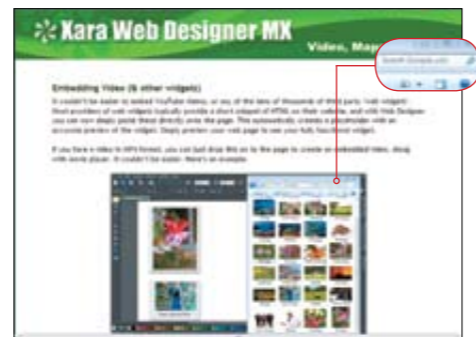 Xara Web Designer MX
Video, Map
Search
Embedding Video (& other widgets)
It couldn't be easier to embed YouTube videos, or any of the tens of thousands of third party 'web widgets'.
Most providers of web widgets typically provide a short snippet of HTML on their website, and with Web Designer
you can now simply paste these directly onto the page. This automatically creates a placeholder with an
accurate preview of the widget. Simply preview your web page to see your fully functional widget.
If you have a video in MP4 format, you can just drop this on to the page to create an embedded video, along
with movie player. It couldn't be easier. Here's an example.